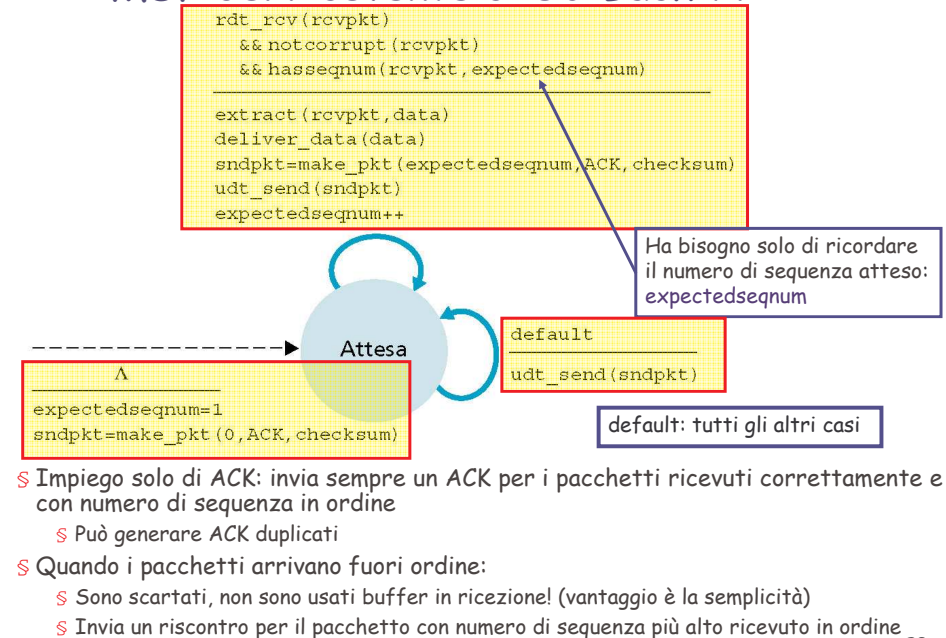 rdt_rcv(rcvpkt)
&& notcorrupt(rcvpkt)
&& hasseqnum(rcvpkt,expectedseqnum)
extract(rcvpkt,data)
deliver_data(data)
sndpkt=make_pkt(expectedseqnum,ACK,checksum)
udt_send(sndpkt)
expectedseqnum++
Ha bisogno solo di ricordare
il numero di sequenza atteso:
expectedseqnum
Attesa
default
udt_send(sndpkt)
Λ
expectedseqnum=1
sndpkt=make_pkt(0,ACK,checksum)
default: tutti gli altri casi
§ Impiego solo di ACK: invia sempre un ACK per i pacchetti ricevuti correttamente e
con numero di sequenza in ordine
§ Può generare ACK duplicati
§ Quando i pacchetti arrivano fuori ordine:
§ Sono scartati, non sono usati buffer in ricezione! (vantaggio è la semplicità)
§ Invia un riscontro per il pacchetto con numero di sequenza più alto ricevuto in ordine